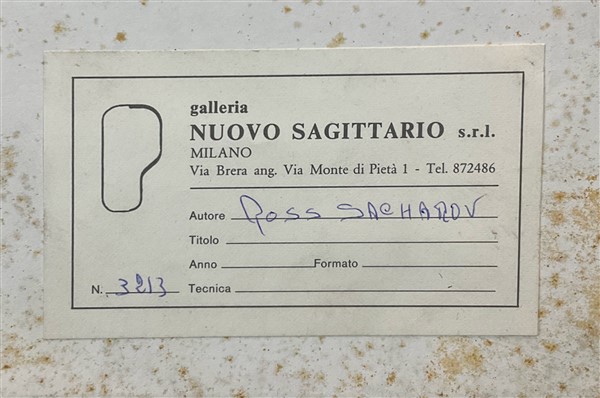 galleria
NUOVO SAGITTARIO s.r.l.
MILANO
Via Brera ang. Via Monte di Pietà 1 - Tel. 872486
Autore ROSS SACHAROV
Titolo
Anno Formato
N. 3213 Tecnica